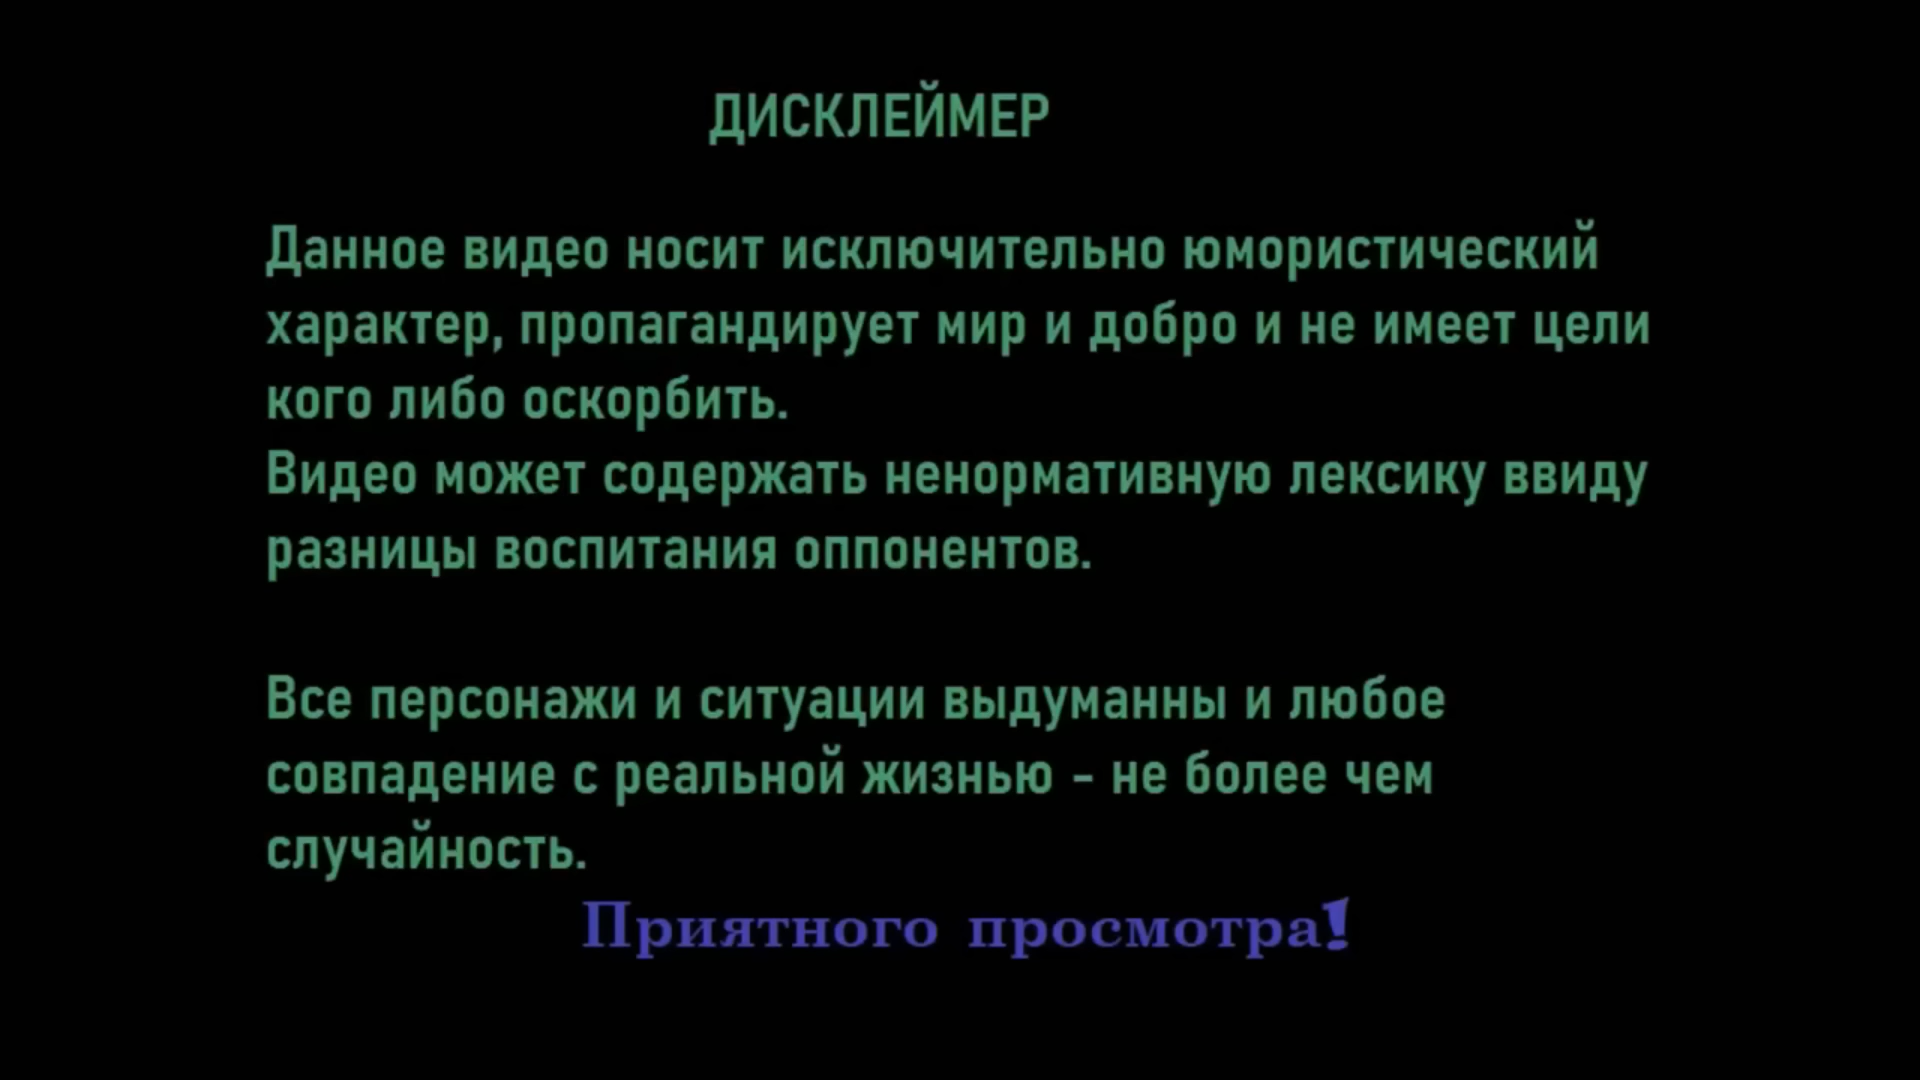 ДИСКЛЕЙМЕР
Данное видео носит исключительно юмористический
характер, пропагандирует мир и добро и не имеет цели
кого либо оскорбить.
Видео может содержать ненормативную лексику ввиду
разницы воспитания оппонентов.
Все персонажи и ситуации выдуманны и любое
совпадение с реальной жизнью - не более чем
случайность.
Приятного просмотра!